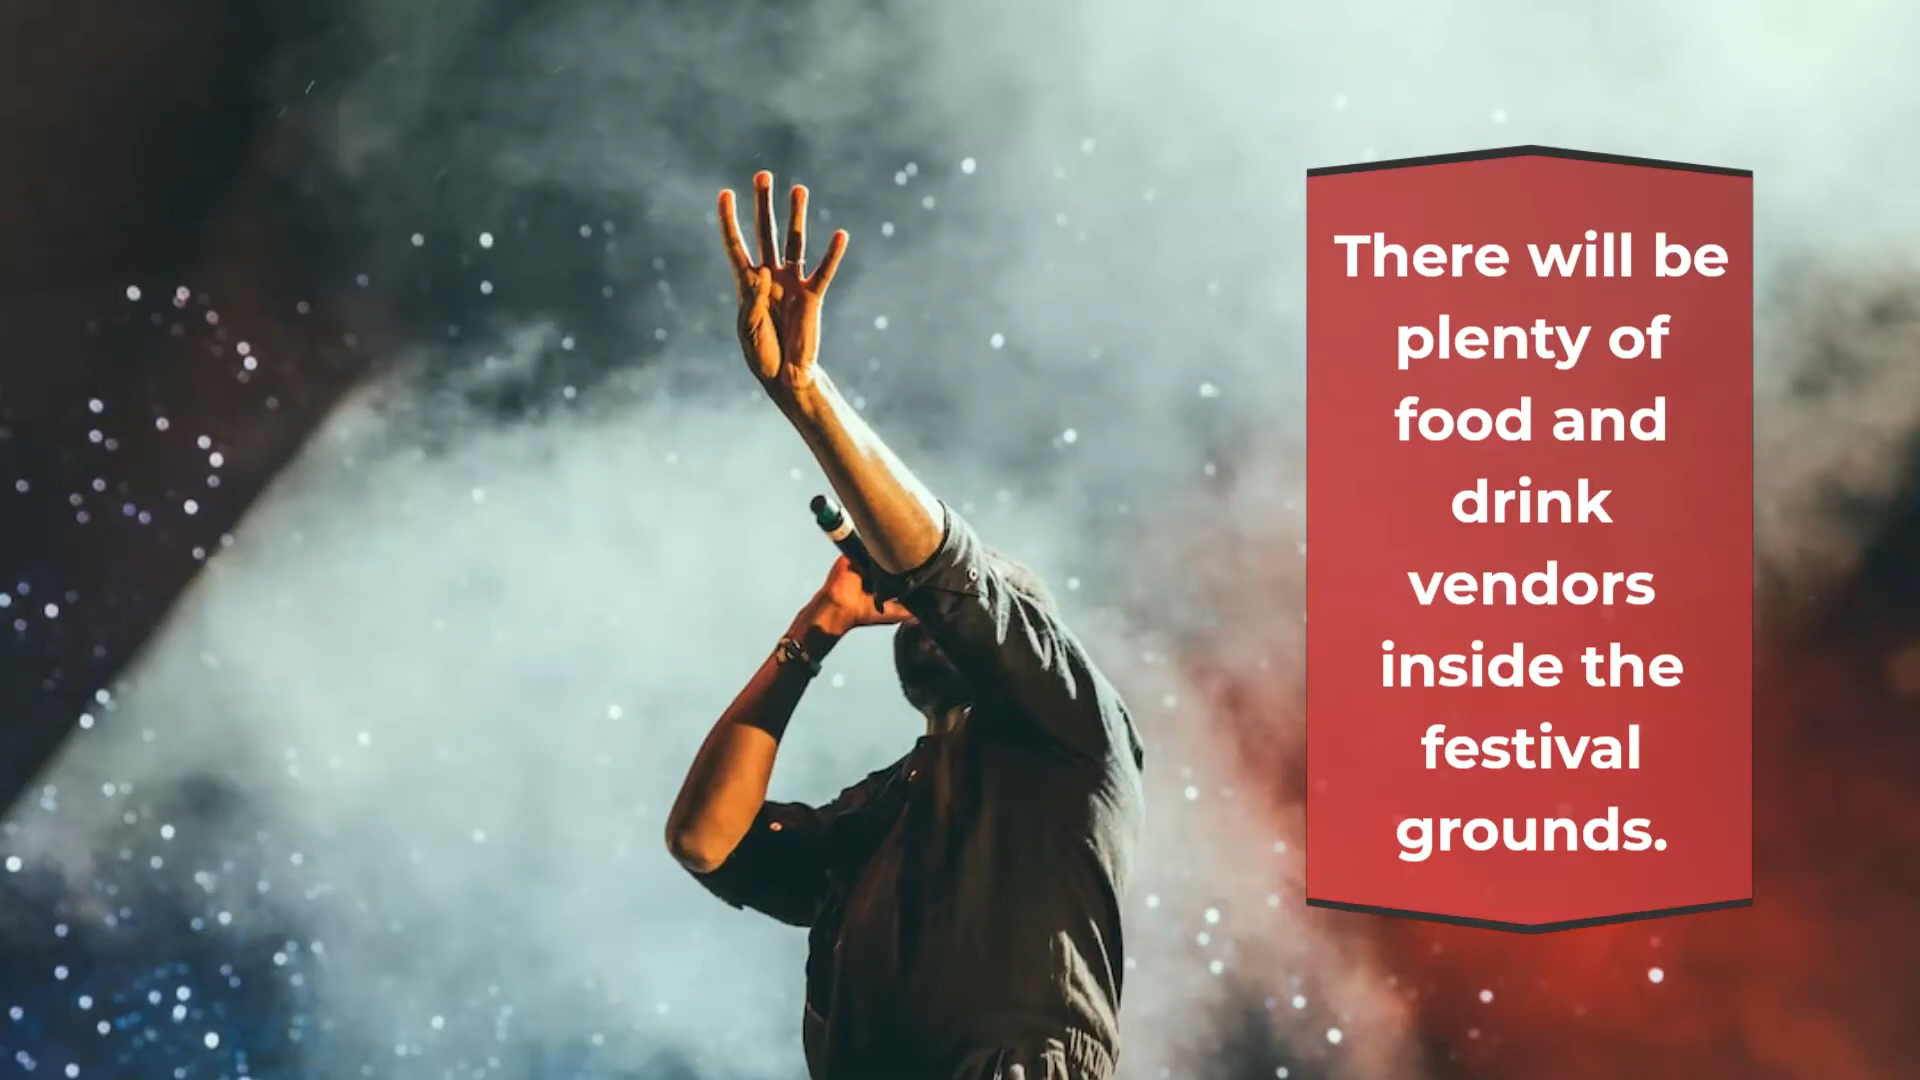 There will be
plenty of
food and
drink
vendors
inside the
festival
grounds.